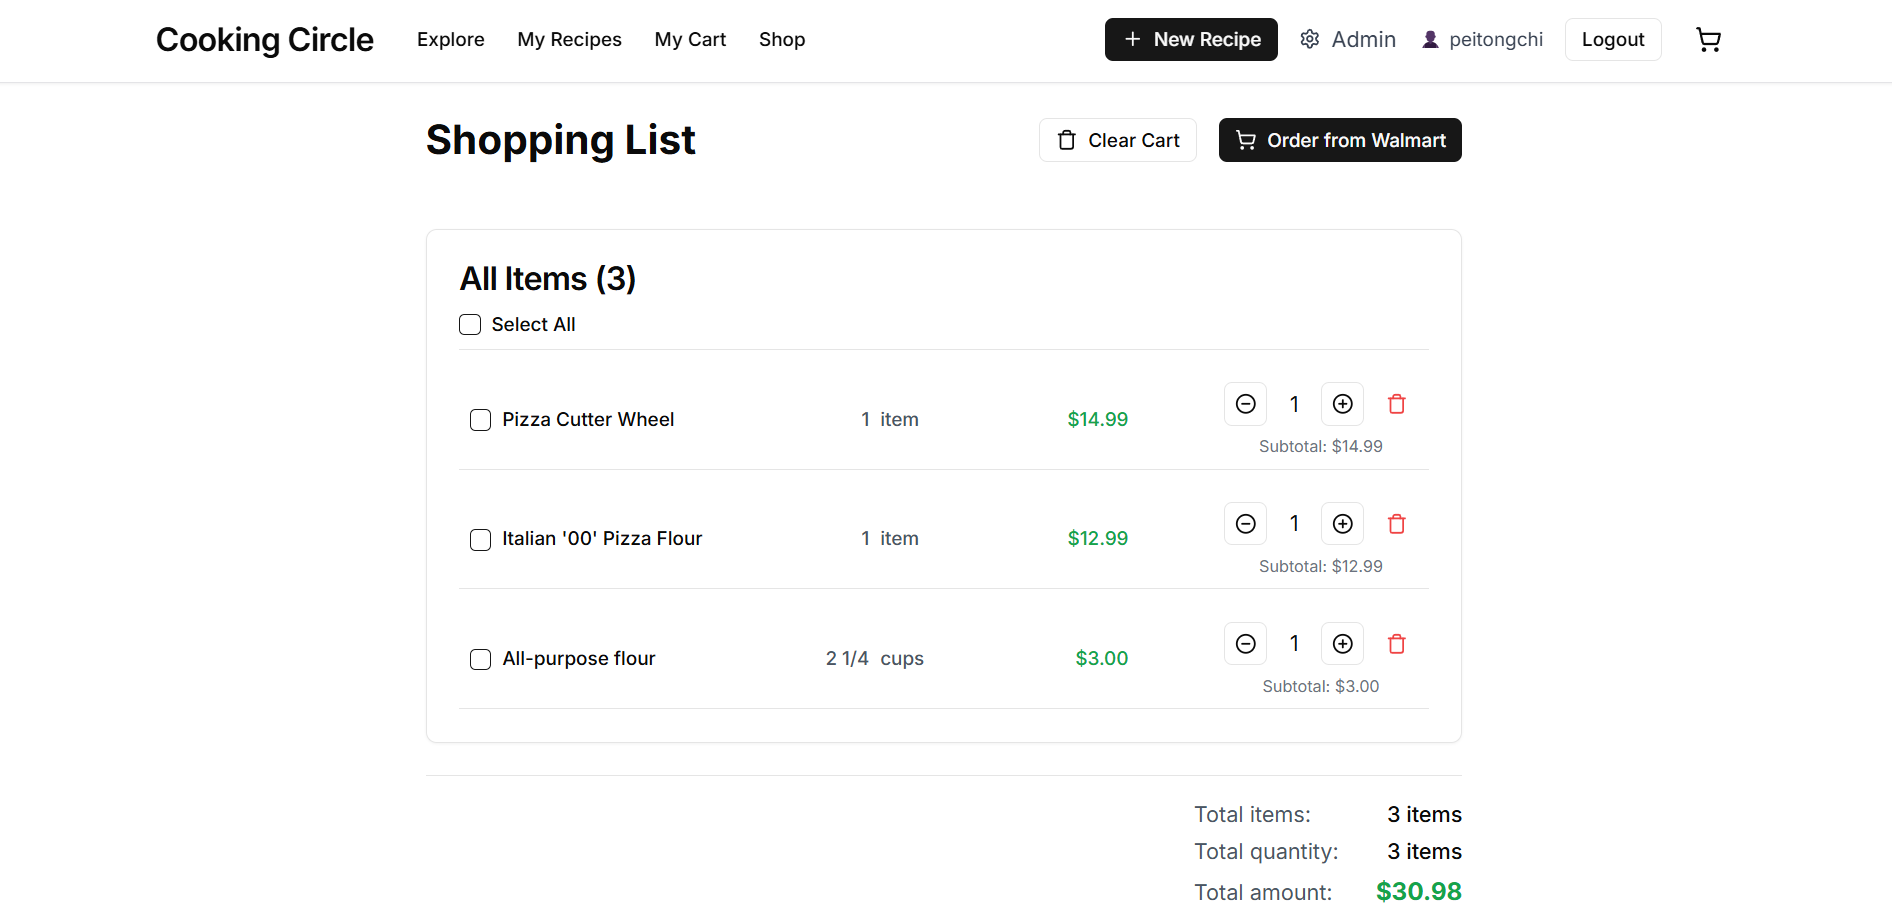 Cooking Circle Explore My Recipes My Cart Shop New Recipe Admin peitongchi Logout
Shopping List Clear Cart Order from Walmart
All Items (3)
Select All
Pizza Cutter Wheel 1 item $14.99 1
Subtotal: $14.99
Italian '00' Pizza Flour 1 item $12.99 1
Subtotal: $12.99
All-purpose flour 2 1/4 cups $3.00 1
Subtotal: $3.00
Total items: 3 items
Total quantity: 3 items
Total amount: $30.98